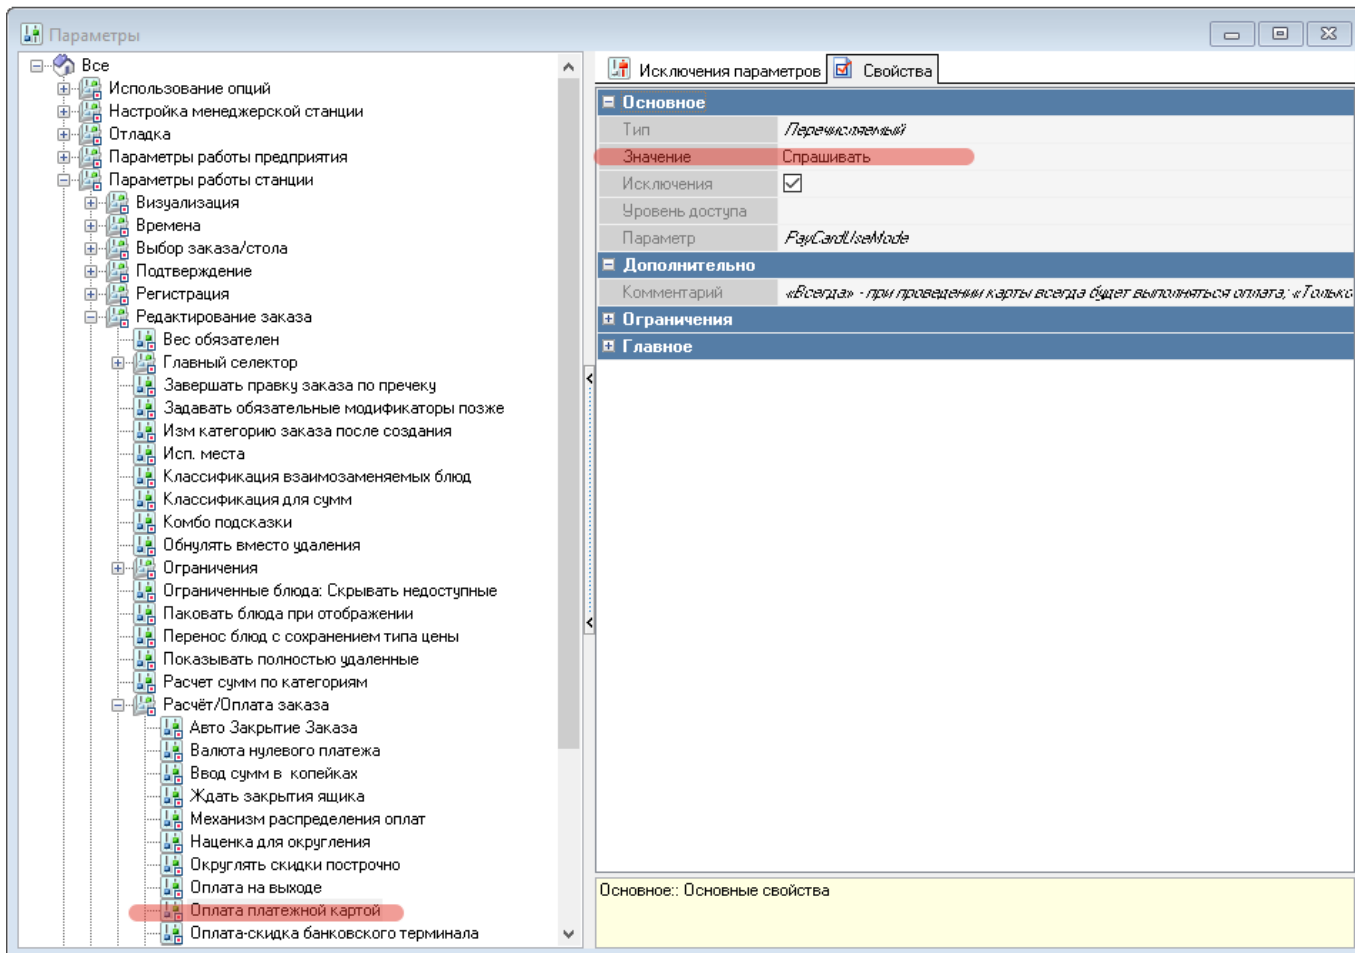 Параметры
Все
Использование опций
Настройка менеджерской станции
Отладка
Параметры работы предприятия
Параметры работы станции
Визуализация
Времена
Выбор заказа/стола
Подтверждение
Регистрация
Редактирование заказа
Вес обязателен
Главный селектор
Завершать правку заказа по пречеку
Задавать обязательные модификаторы позже
Изм категорию заказа после создания
Исп. места
Классификация взаимозаменяемых блюд
Классификация для сумм
Комбо подсказки
Обнулять вместо удаления
Ограничения
Ограниченные блюда: Скрывать недоступные
Паковать блюда при отображении
Перенос блюд с сохранением типа цены
Показывать полностью удаленные
Расчет сумм по категориям
Расчёт/Оплата заказа
Авто Закрытие Заказа
Валюта нулевого платежа
Ввод сумм в копейках
Ждать закрытия ящика
Механизм распределения оплат
Наценка для округления
Округлять скидки построчно
Оплата на выходе
Оплата платежной картой
Оплата-скидка банковского терминала
Исключения параметров Свойства
Основное
Тип Перечисляемый
Значение Спрашивать
Исключения
Уровень доступа
Параметр PayCardUseMode
Дополнительно
Комментарий «Всегда» - при проведении карты всегда будет выполняться оплата; «Только
Ограничения
Главное
Основное:: Основные свойства